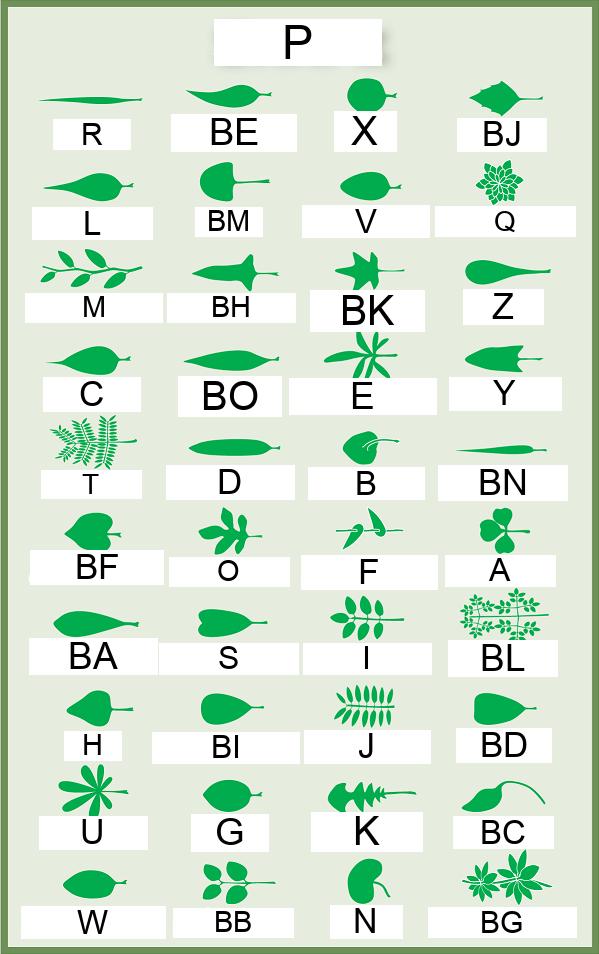 P
R BE X BJ
L BM V Q
M BH BK Z
C BO E Y
T D B BN
BF O F A
BA S I BL
H BI J BD
U G K BC
W BB N BG